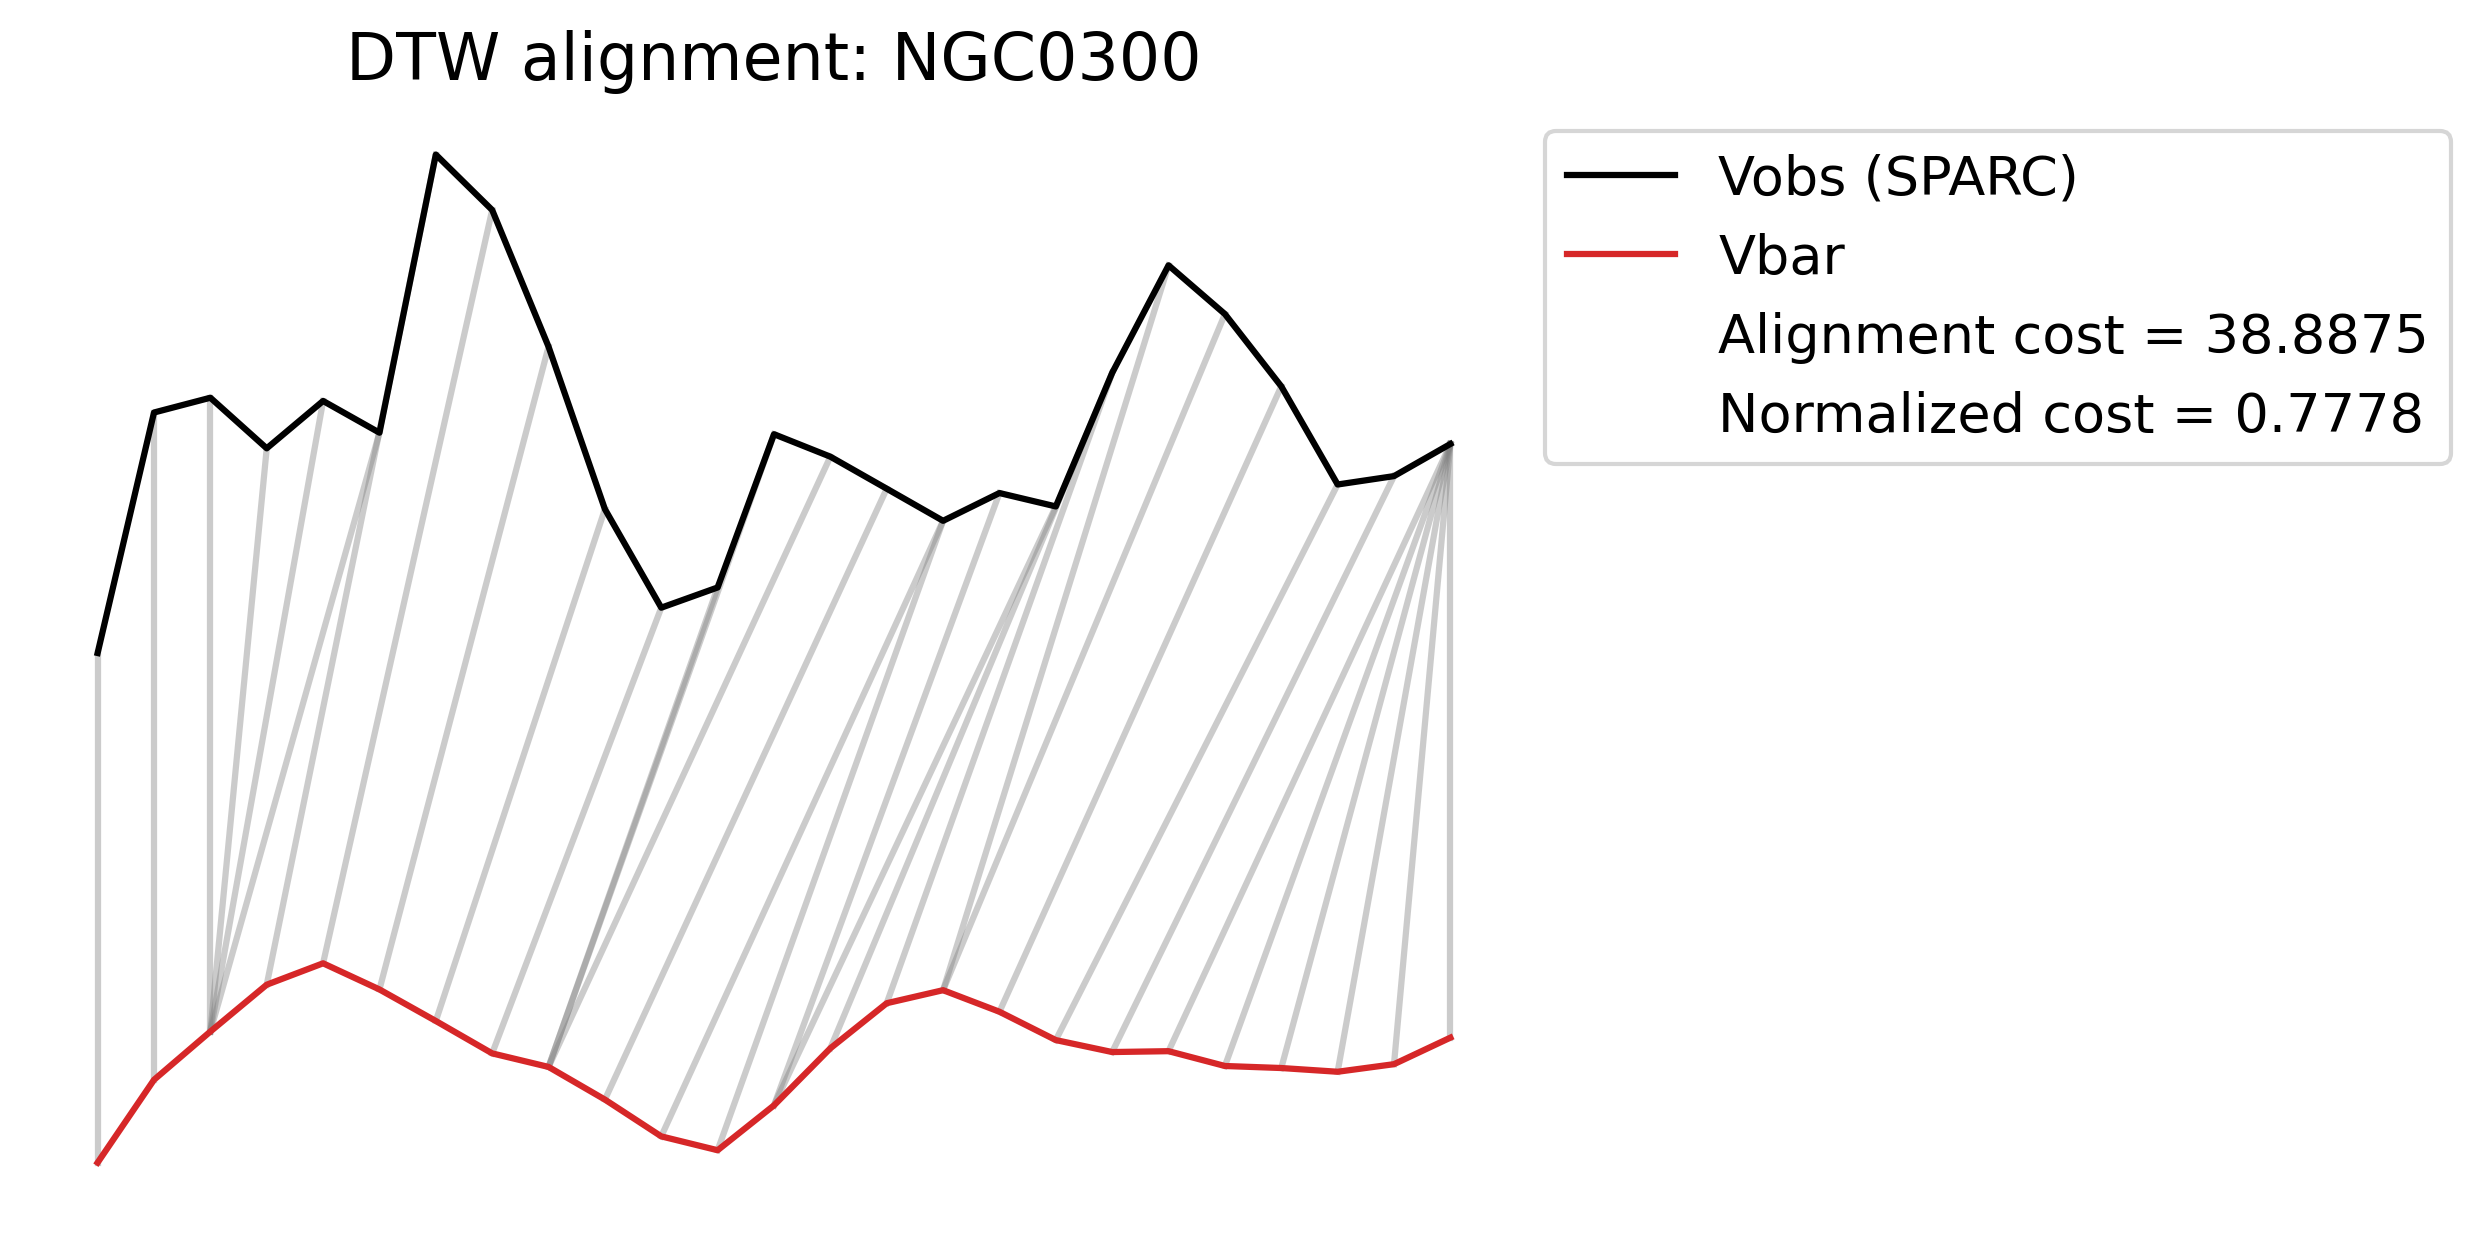 DTW alignment: NGC0300
Vobs (SPARC)
Vbar
Alignment cost = 38.8875
Normalized cost = 0.7778